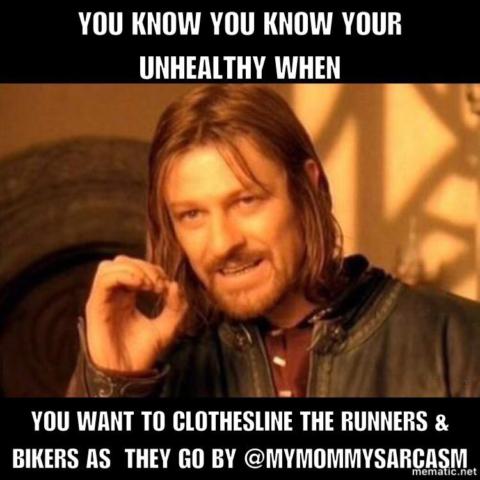 YOU KNOW YOU KNOW YOUR
UNHEALTHY WHEN
YOU WANT TO CLOTHESLINE THE RUNNERS &
BIKERS AS THEY GO BY @MYMOMMYSARCASM
mematic.net